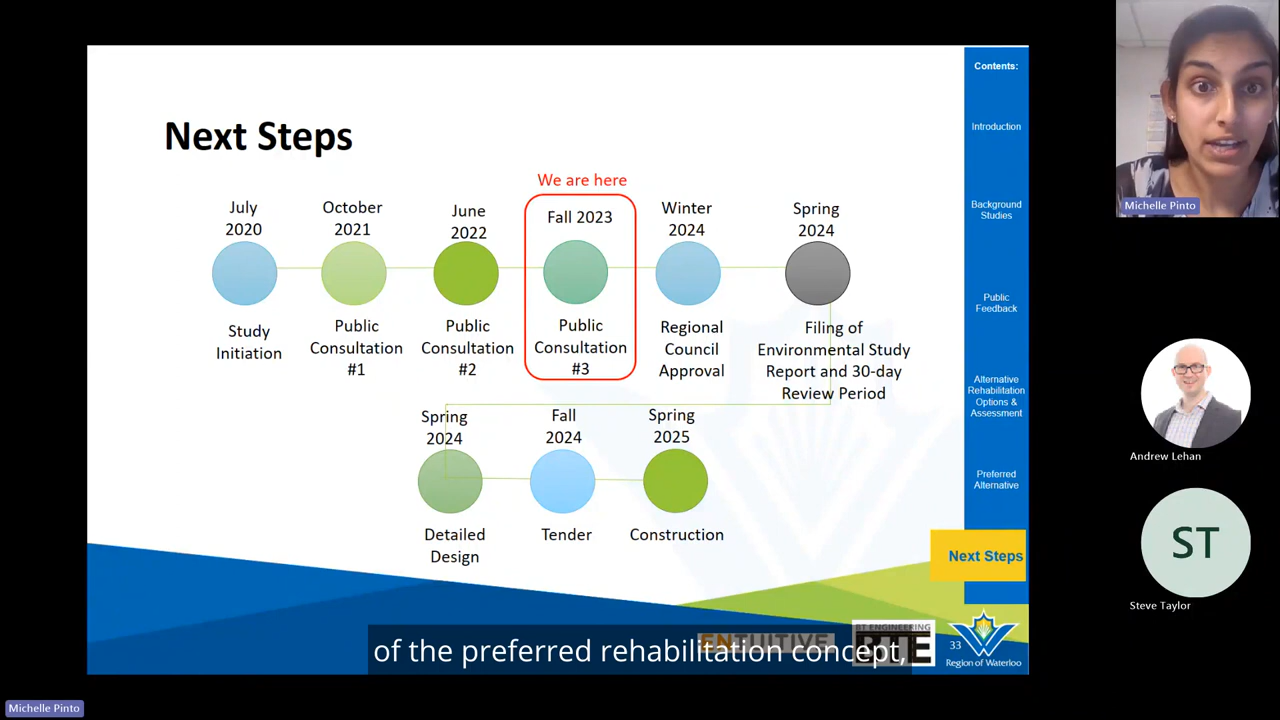 Contents:
Introduction
Background
Studies
Public
Feedback
Alternative
Rehabilitation
Options &
Assessment
Preferred
Alternative
Next Steps
Next Steps
We are here
July
2020
October
2021
June
2022
Fall 2023
Winter
2024
Spring
2024
Study
Initiation
Public
Consultation
#1
Public
Consultation
#2
Public
Consultation
#3
Regional
Council
Approval
Filing of
Environmental Study
Report and 30-day
Review Period
Spring
2024
Fall
2024
Spring
2025
Detailed
Design
Tender
Construction
ENTUITIVE
BT ENGINEERING
BTE
33
Region of Waterloo
of the preferred rehabilitation concept,
Michelle Pinto
Andrew Lehan
ST
Steve Taylor
Michelle Pinto